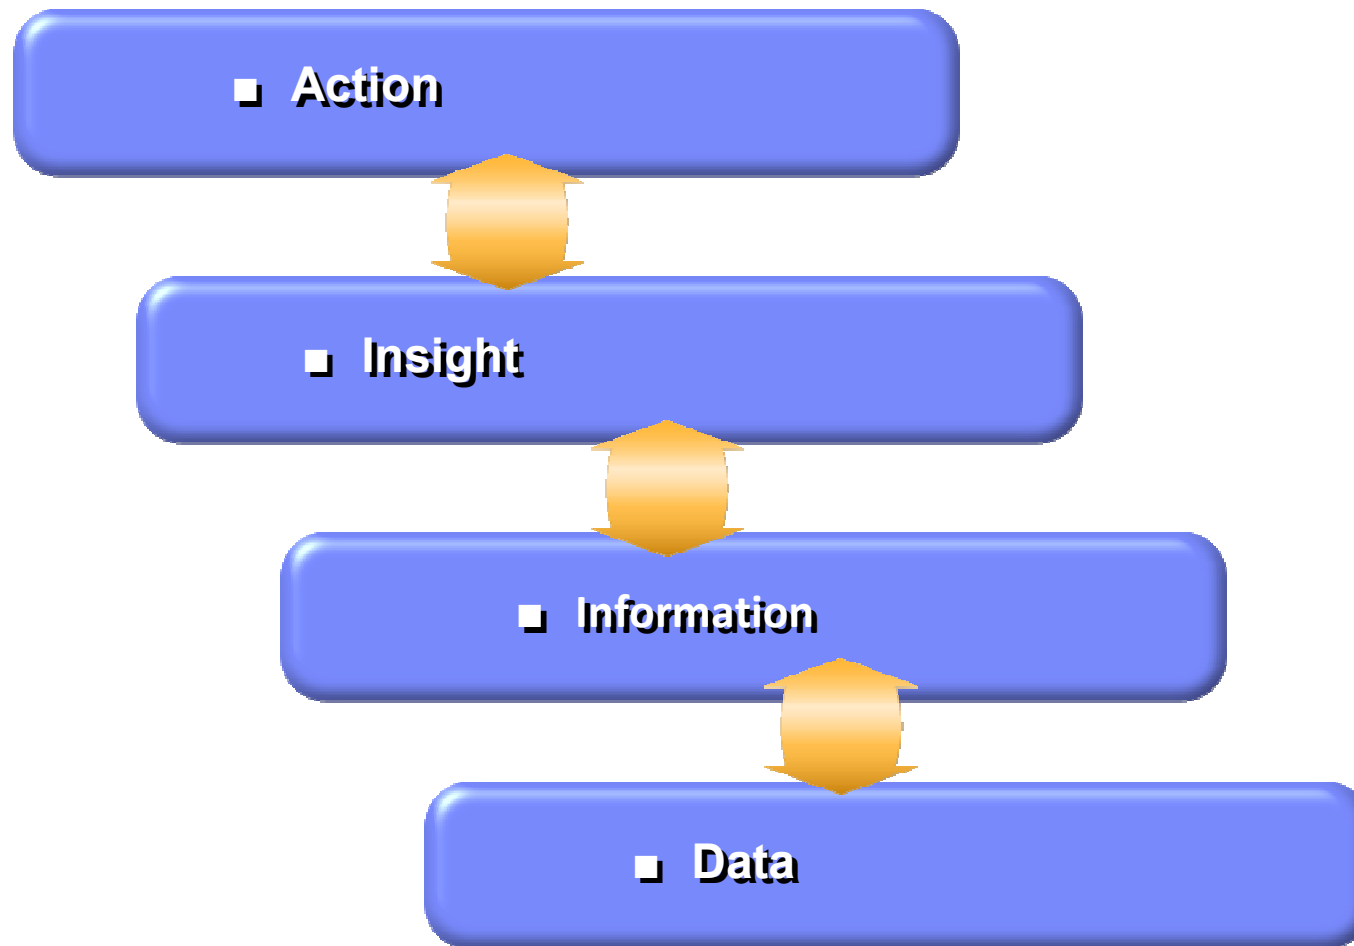 ▪ Action
▪ Insight
▪ Information
▪ Data